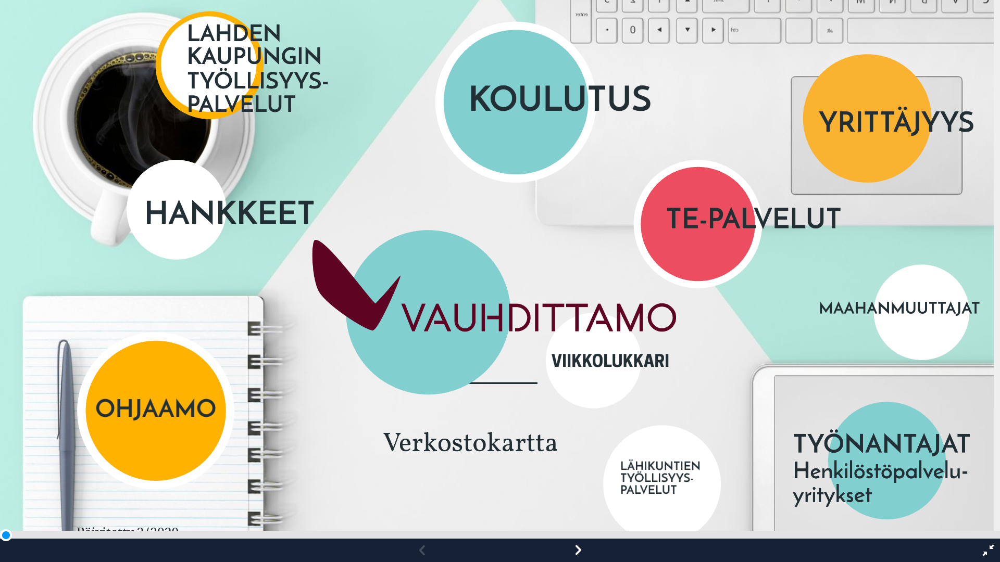 LAHDEN
KAUPUNGIN
TYÖLLISYYS-
PALVELUT
KOULUTUS
YRITTÄJYYS
HANKKEET
TE-PALVELUT
VAUHDITTAMO
MAAHANMUUTTAJAT
VIIKKOLUKKARI
OHJAAMO
Verkostokartta
LÄHIKUNTIEN
TYÖLLISYYS-
PALVELUT
TYÖNANTAJAT
Henkilöstöpalvelu-
yritykset